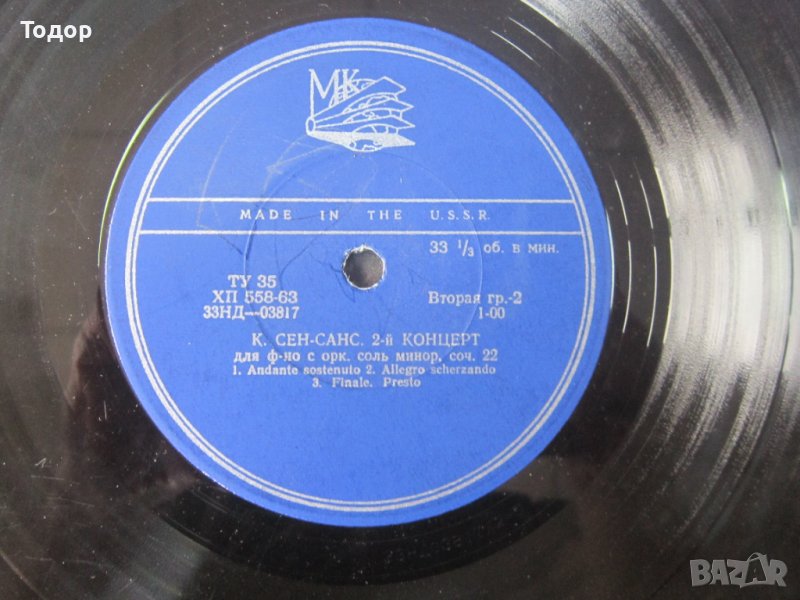 Тодор
МК
MADE IN THE U.S.S.R.
33 1/3 об. в мин.
ТУ 35
ХП 558-63
33НД—03817
Вторая гр.-2
1-00
К. СЕН-САНС. 2-й КОНЦЕРТ
для ф-но с орк. соль минор, соч. 22
1. Andante sostenuto 2. Allegro scherzando
3. Finale. Presto
BAZAR